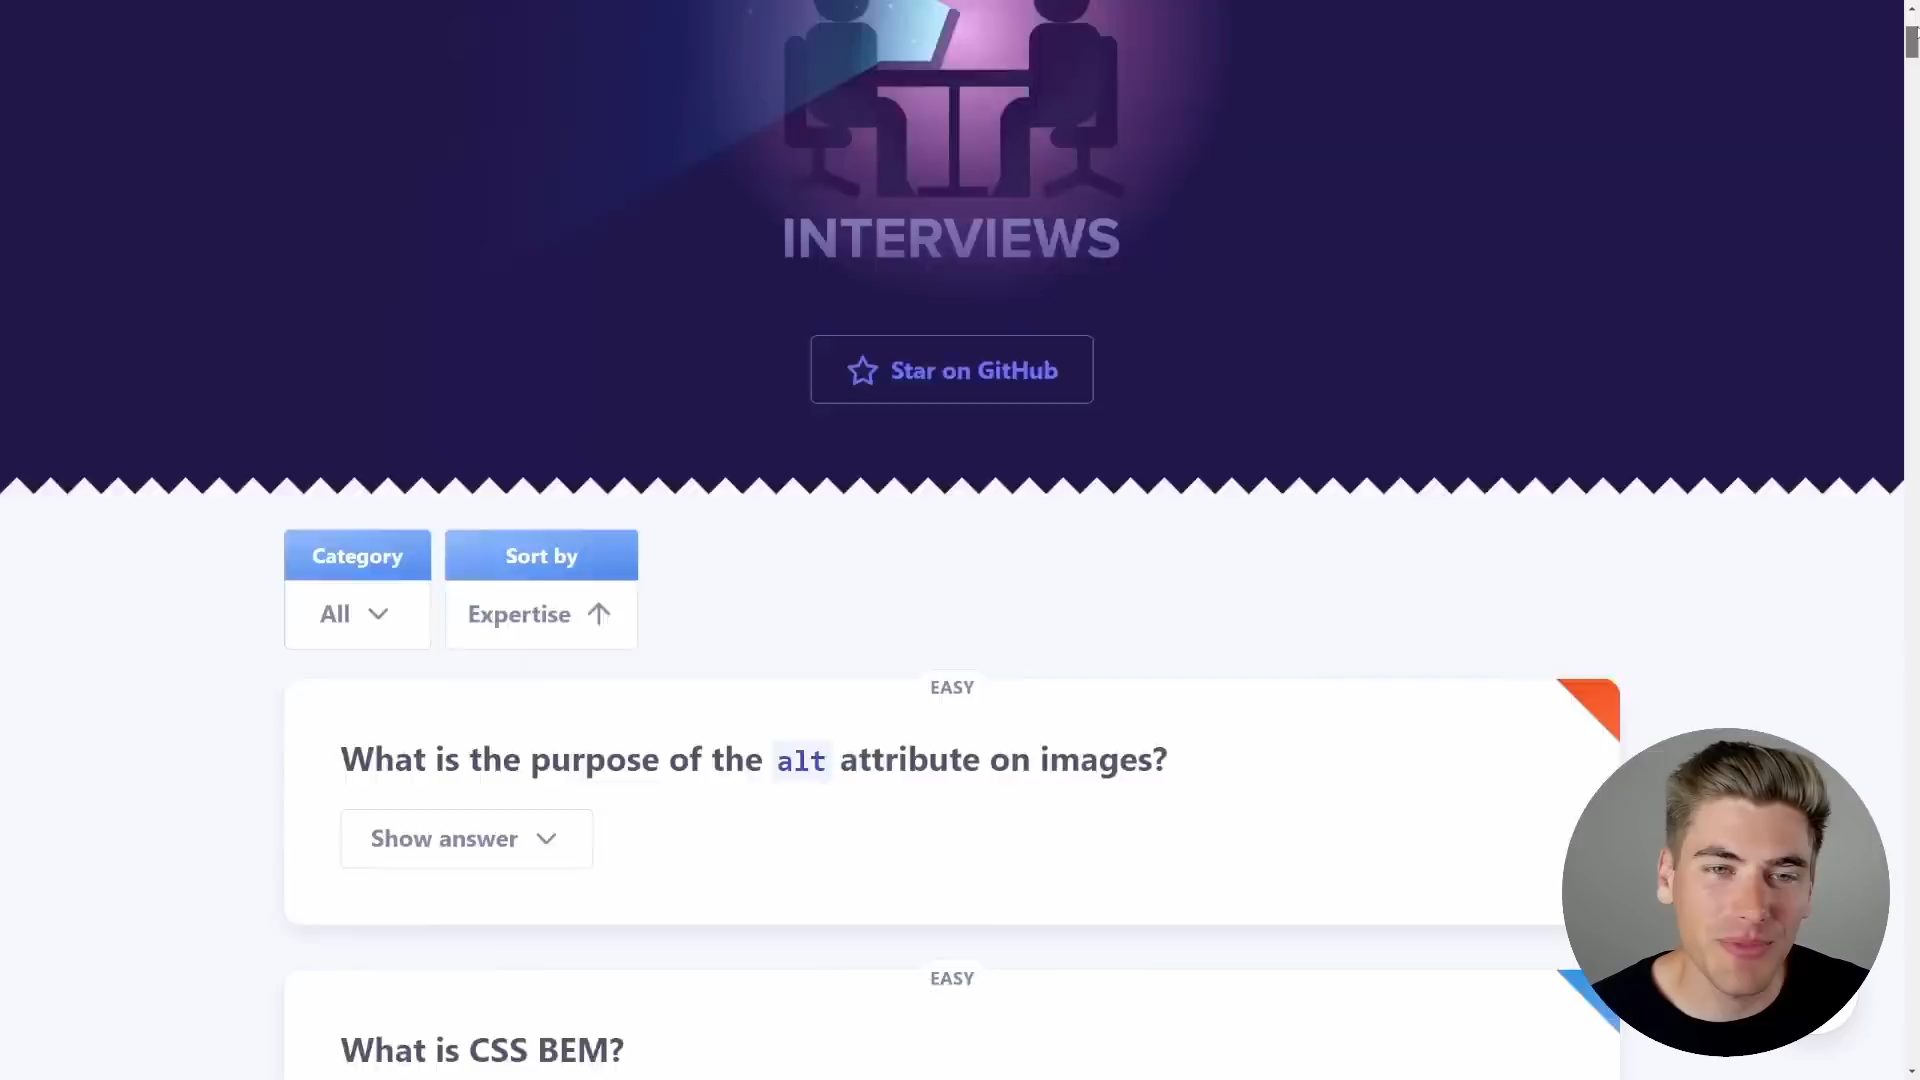 INTERVIEWS
Star on GitHub
Category
Sort by
All
Expertise
EASY
What is the purpose of the alt attribute on images?
Show answer
EASY
What is CSS BEM?